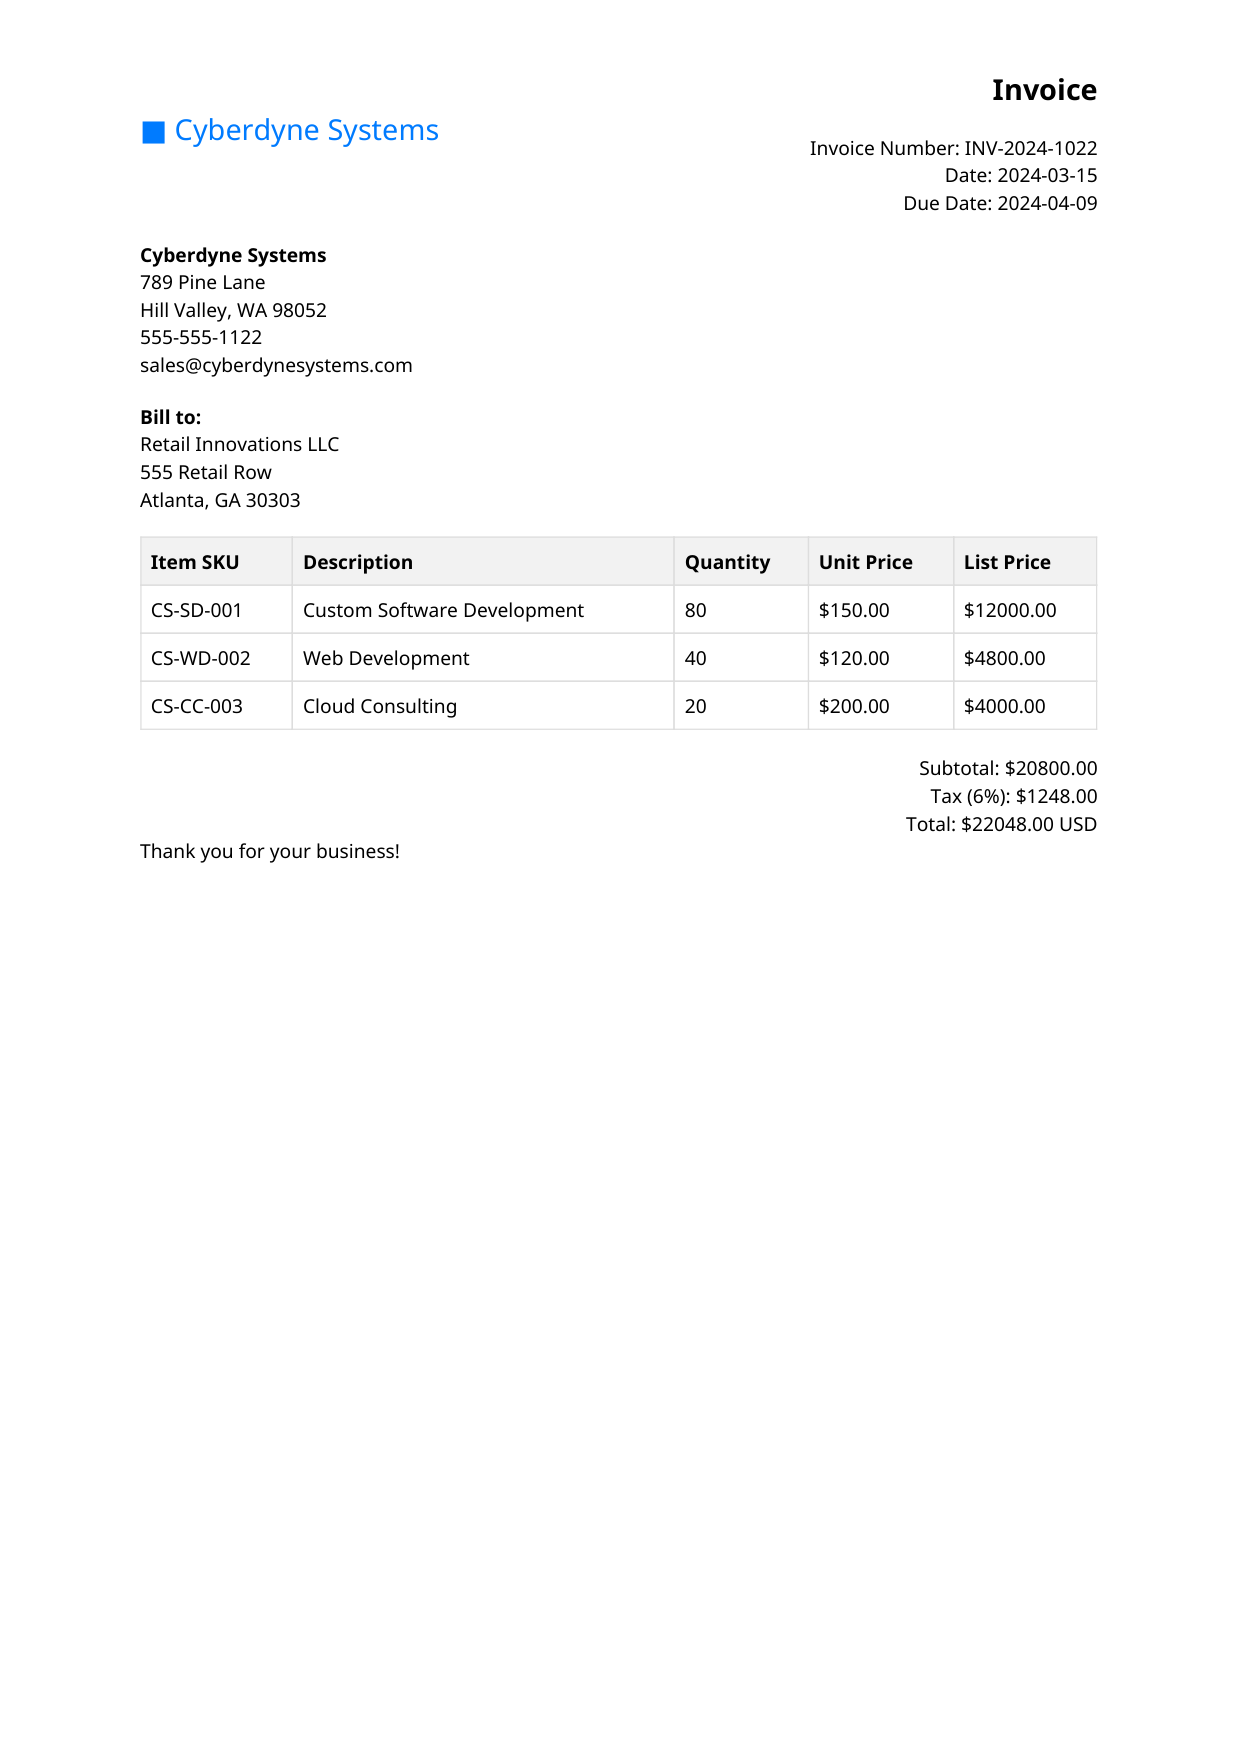 Invoice
■ Cyberdyne Systems
Invoice Number: INV-2024-1022
Date: 2024-03-15
Due Date: 2024-04-09
Cyberdyne Systems
789 Pine Lane
Hill Valley, WA 98052
555-555-1122
sales@cyberdynesystems.com
Bill to:
Retail Innovations LLC
555 Retail Row
Atlanta, GA 30303
Item SKU Description Quantity Unit Price List Price
CS-SD-001 Custom Software Development 80 $150.00 $12000.00
CS-WD-002 Web Development 40 $120.00 $4800.00
CS-CC-003 Cloud Consulting 20 $200.00 $4000.00
Subtotal: $20800.00
Tax (6%): $1248.00
Total: $22048.00 USD
Thank you for your business!